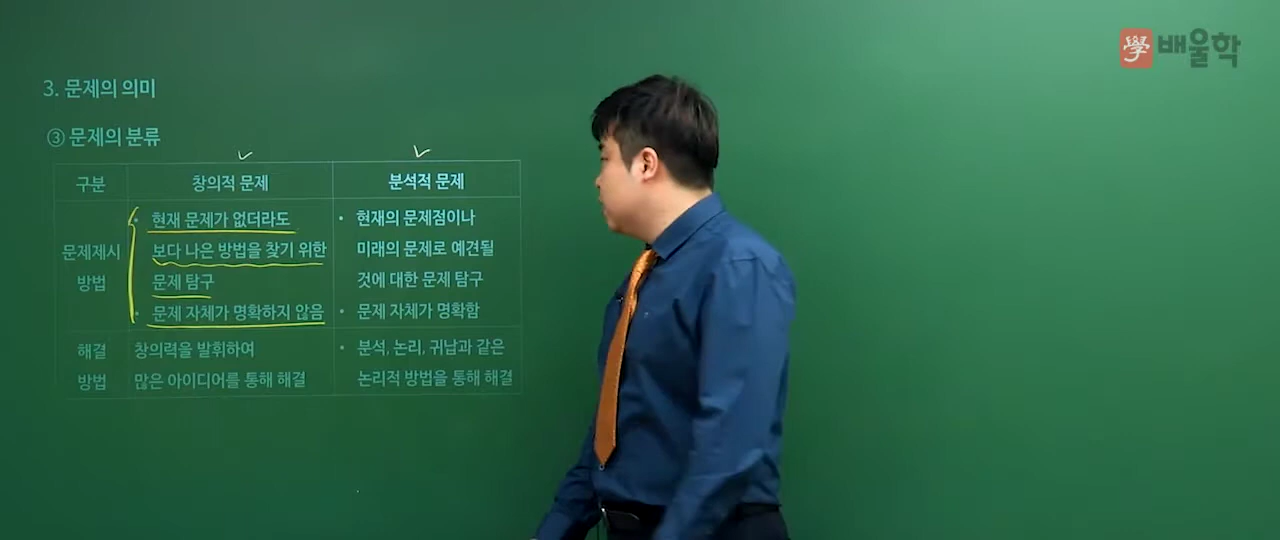 學 배울학
3. 문제의 의미
③ 문제의 분류
구분 창의적 문제 분석적 문제
문제제시
방법
• 현재 문제가 없더라도
보다 나은 방법을 찾기 위한
문제 탐구
• 문제 자체가 명확하지 않음
• 현재의 문제점이나
미래의 문제로 예견될
것에 대한 문제 탐구
• 문제 자체가 명확함
해결
방법
창의력을 발휘하여
많은 아이디어를 통해 해결
• 분석, 논리, 귀납과 같은
논리적 방법을 통해 해결